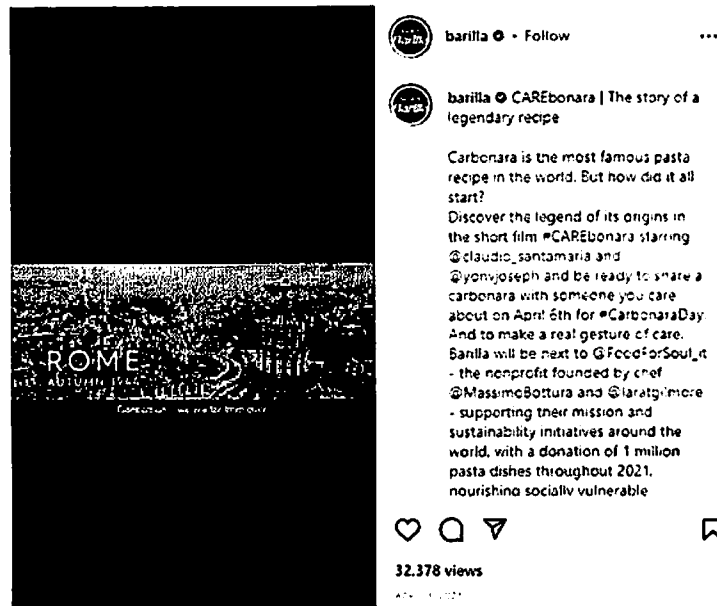 barilla • Follow
barilla CAREbonara | The story of a
legendary recipe
Carbonara is the most famous pasta
recipe in the world. But how did it all
start?
Discover the legend of its origins in
the short film #CAREbonara starring
@claudio_santamaria and
@yonvjoseph and be ready to share a
carbonara with someone you care
about on April 6th for #CarbonaraDay.
And to make a real gesture of care,
Barilla will be next to @FoodForSoul_it
- the nonprofit founded by chef
@MassimoBottura and @laratgilmore
- supporting their mission and
sustainability initiatives around the
world, with a donation of 1 million
pasta dishes throughout 2021,
nourishing socially vulnerable
ROME
AUTUMN 1944
32.378 views